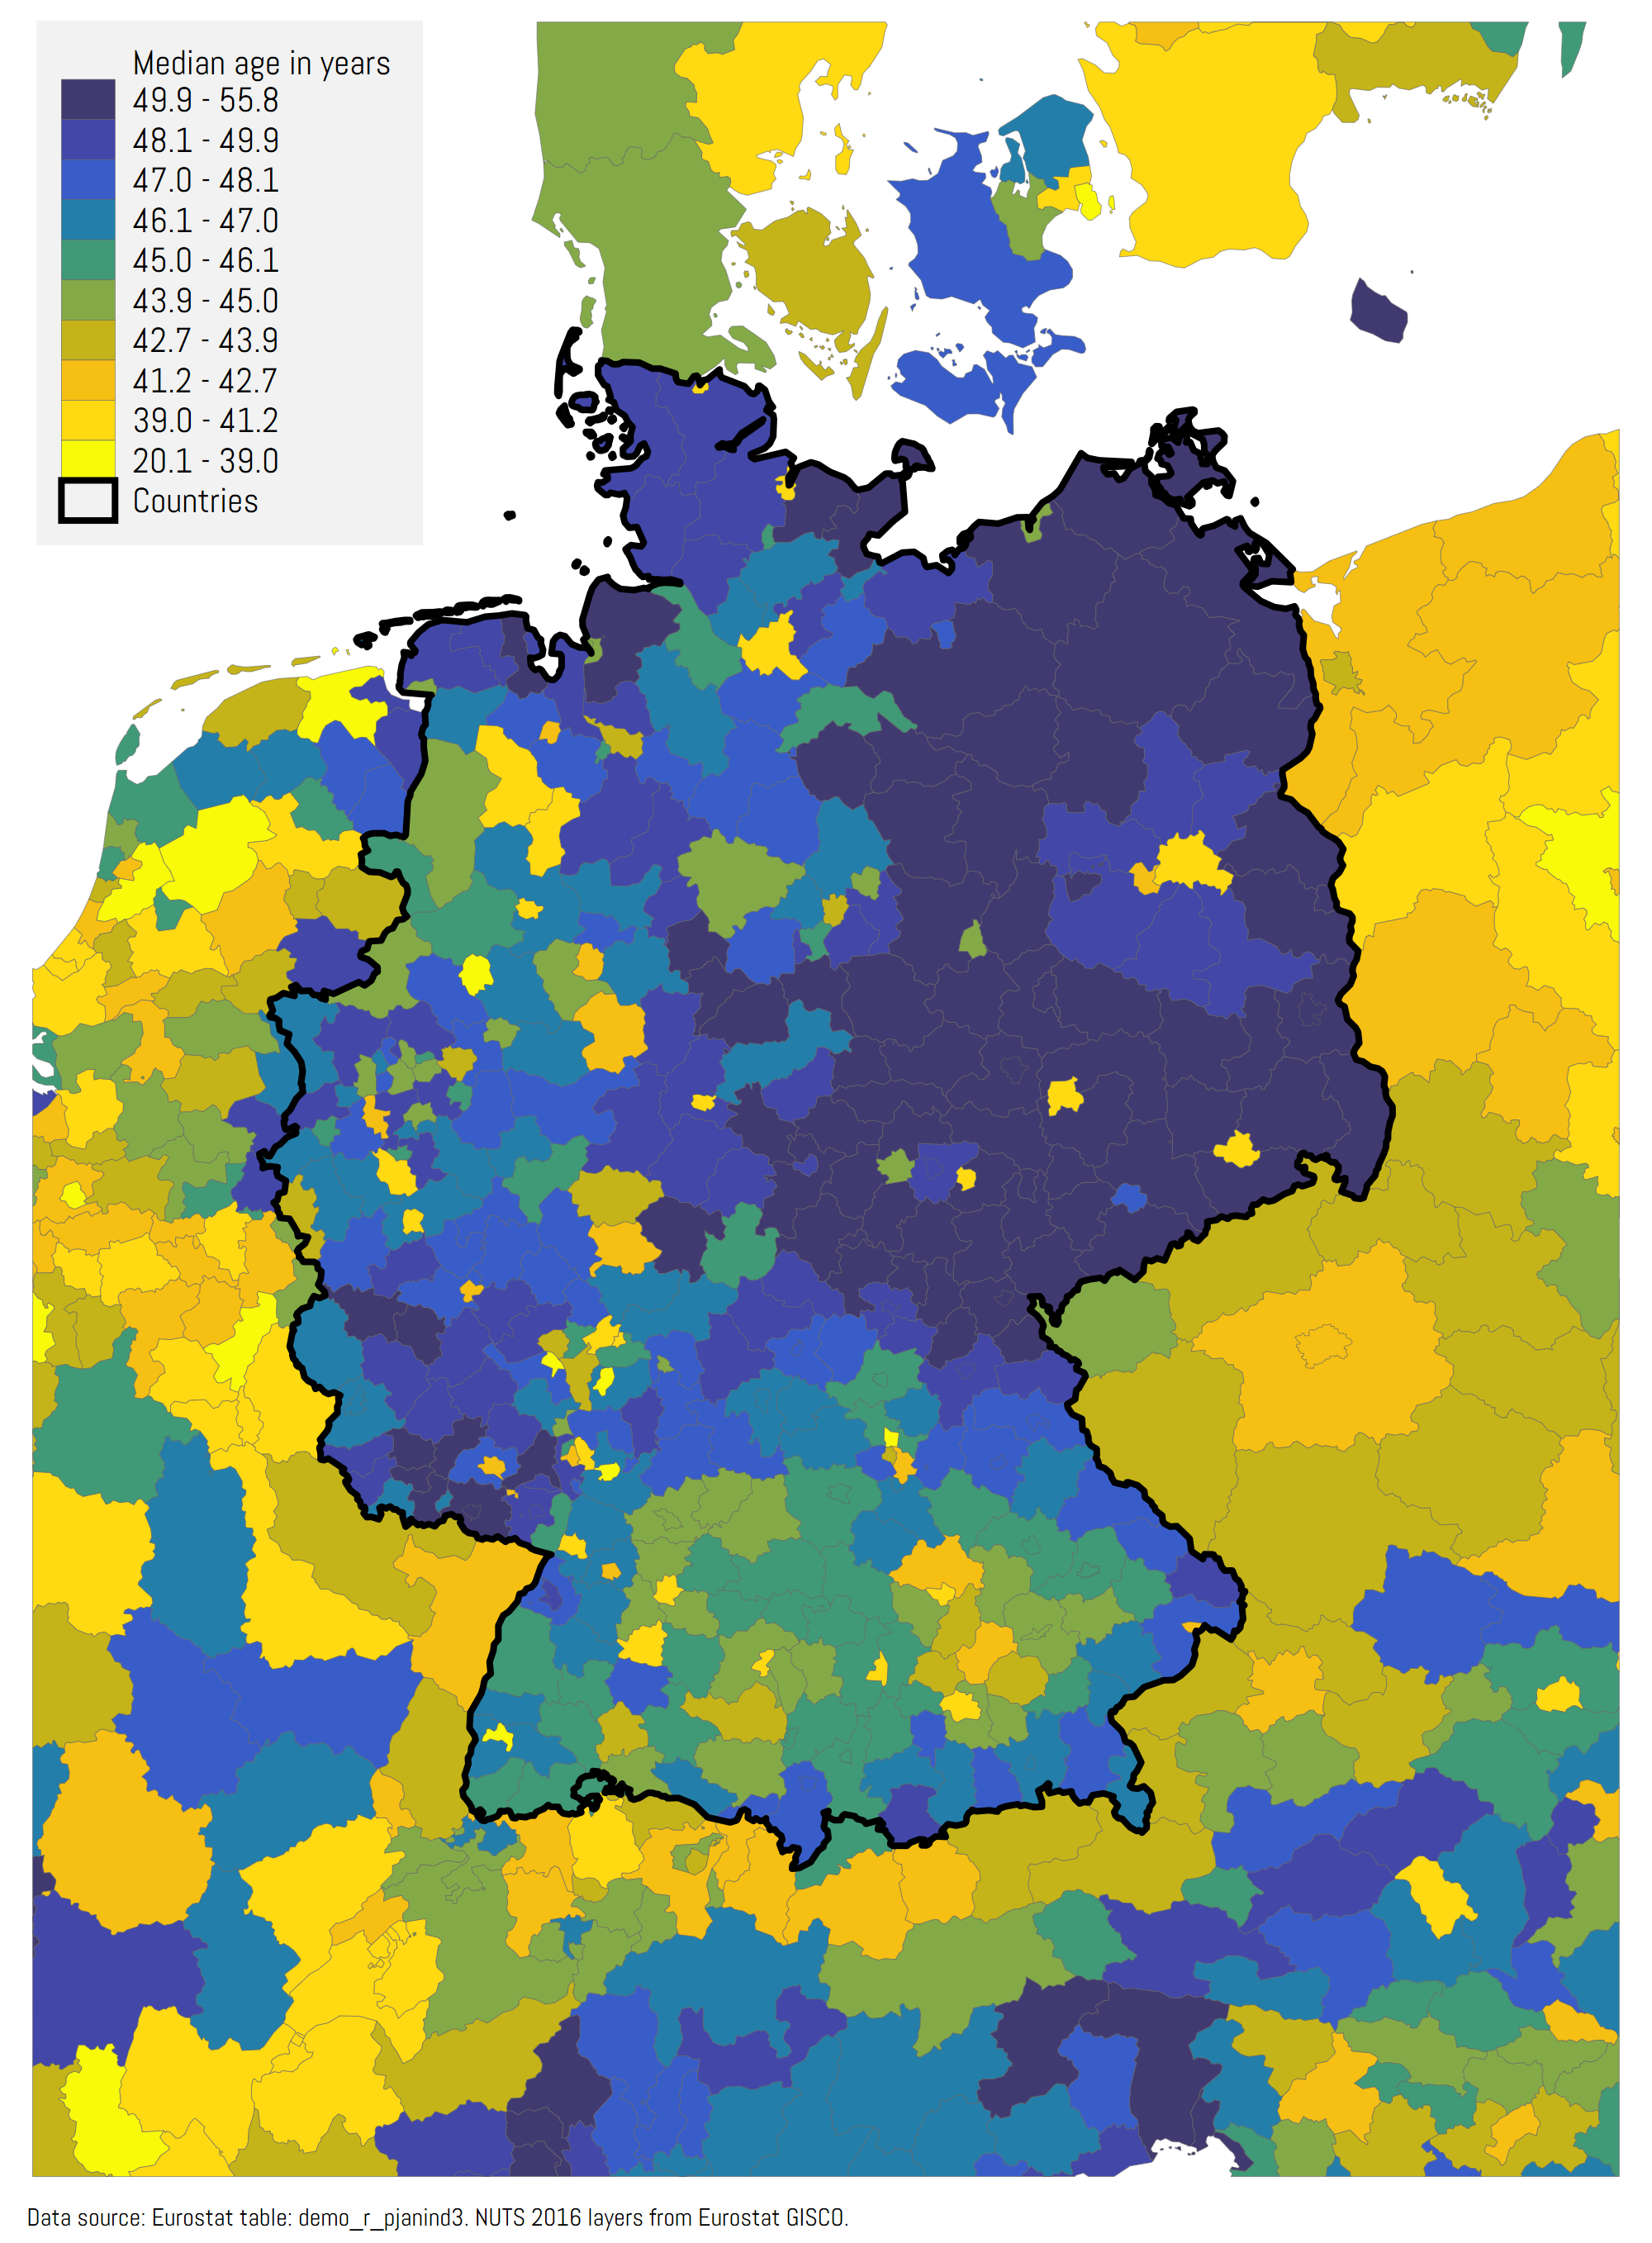 Median age in years
49.9 - 55.8
48.1 - 49.9
47.0 - 48.1
46.1 - 47.0
45.0 - 46.1
43.9 - 45.0
42.7 - 43.9
41.2 - 42.7
39.0 - 41.2
20.1 - 39.0
Countries
Data source: Eurostat table: demo_r_pjanind3. NUTS 2016 layers from Eurostat GISCO.